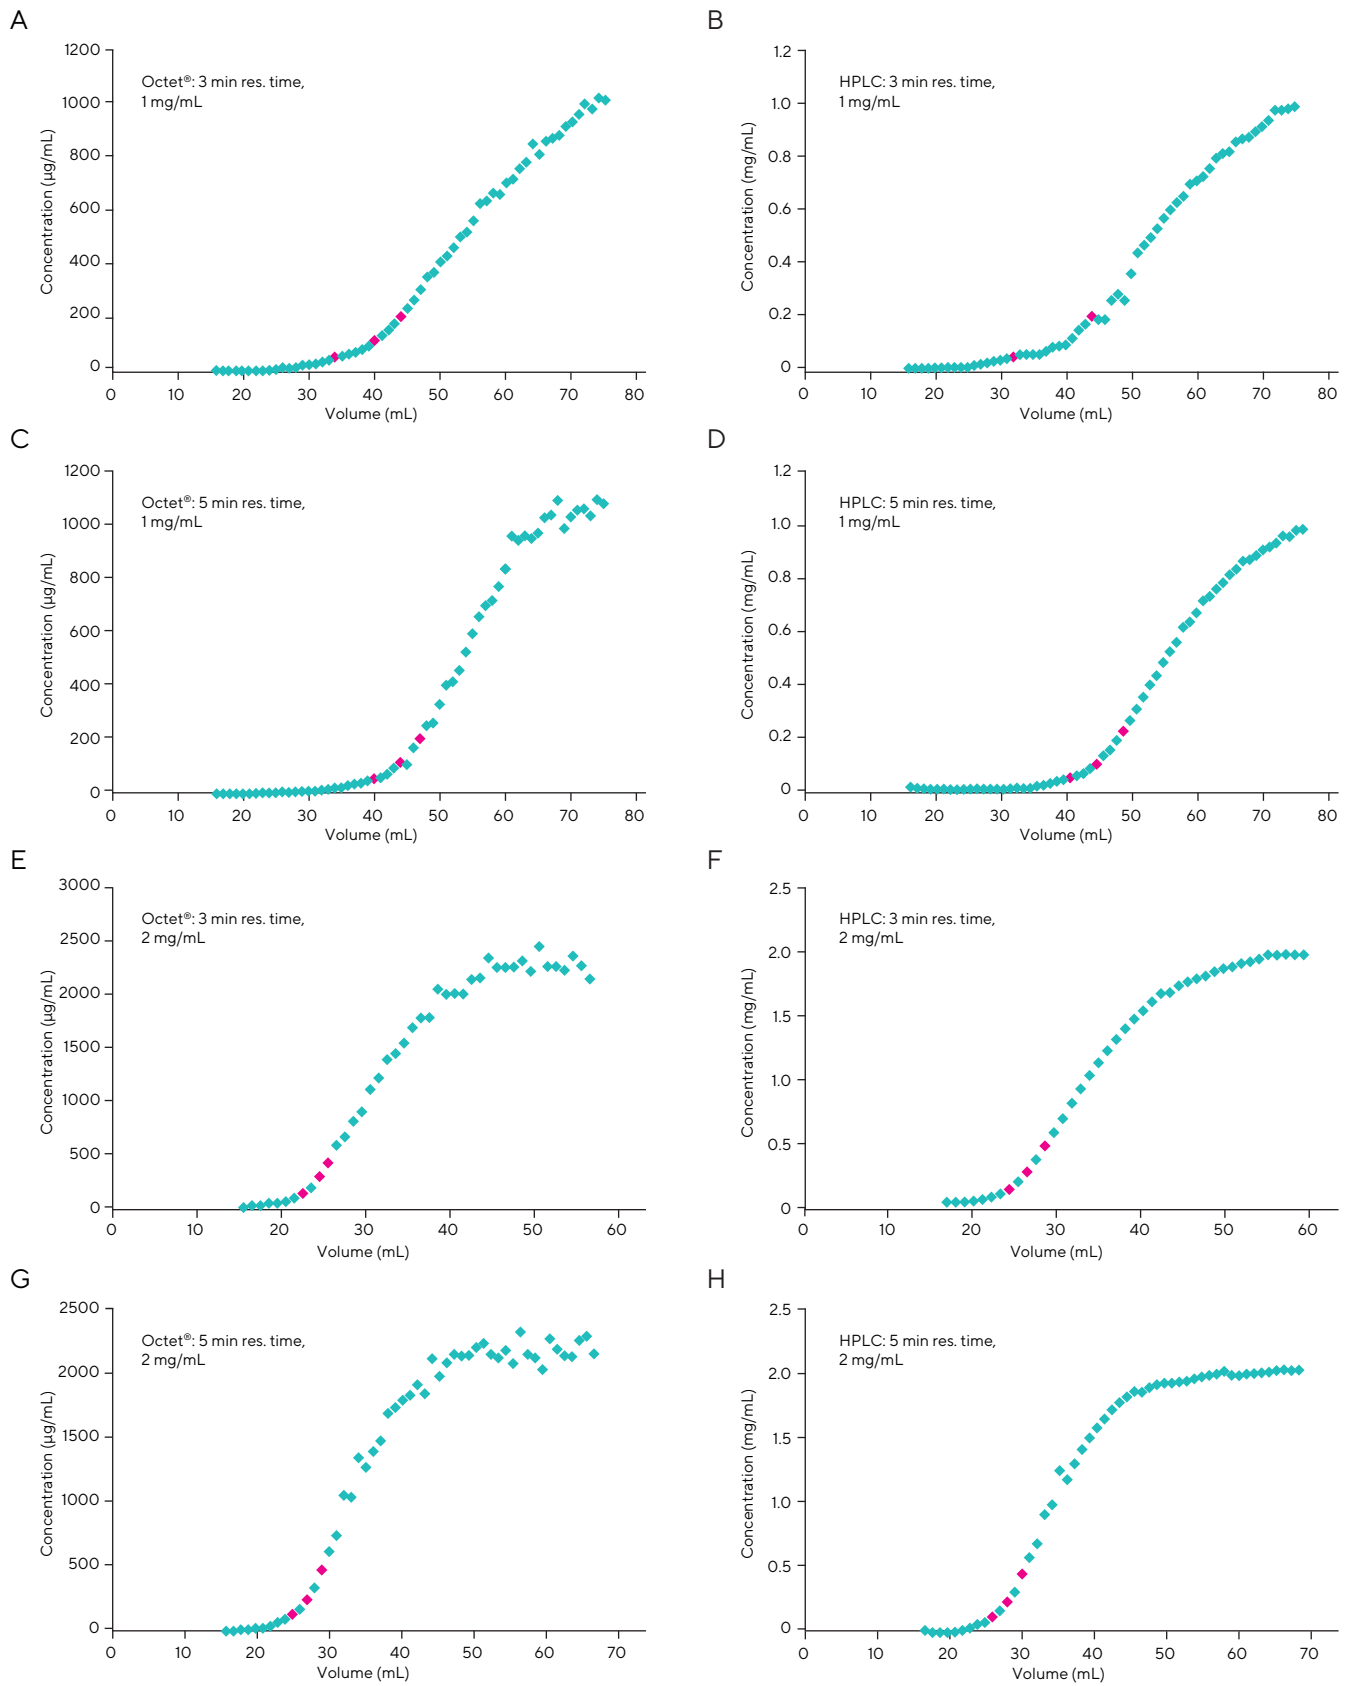 A
1200
1000
800
600
400
200
0
Concentration (µg/mL)
Octet®: 3 min res. time,
1 mg/mL
0 10 20 30 40 50 60 70 80
Volume (mL)
B
1.2
1.0
0.8
0.6
0.4
0.2
0
Concentration (mg/mL)
HPLC: 3 min res. time,
1 mg/mL
0 10 20 30 40 50 60 70 80
Volume (mL)
C
1200
1000
800
600
400
200
0
Concentration (µg/mL)
Octet®: 5 min res. time,
1 mg/mL
0 10 20 30 40 50 60 70 80
Volume (mL)
D
1.2
1.0
0.8
0.6
0.4
0.2
0
Concentration (mg/mL)
HPLC: 5 min res. time,
1 mg/mL
0 10 20 30 40 50 60 70 80
Volume (mL)
E
3000
2500
2000
1500
1000
500
0
Concentration (µg/mL)
Octet®: 3 min res. time,
2 mg/mL
0 10 20 30 40 50 60
Volume (mL)
F
2.5
2.0
1.5
1.0
0.5
0
Concentration (mg/mL)
HPLC: 3 min res. time,
2 mg/mL
0 10 20 30 40 50 60
Volume (mL)
G
2500
2000
1500
1000
500
0
Concentration (µg/mL)
Octet®: 5 min res. time,
2 mg/mL
0 10 20 30 40 50 60 70
Volume (mL)
H
2.5
2.0
1.5
1.0
0.5
0
Concentration (mg/mL)
HPLC: 5 min res. time,
2 mg/mL
0 10 20 30 40 50 60 70
Volume (mL)